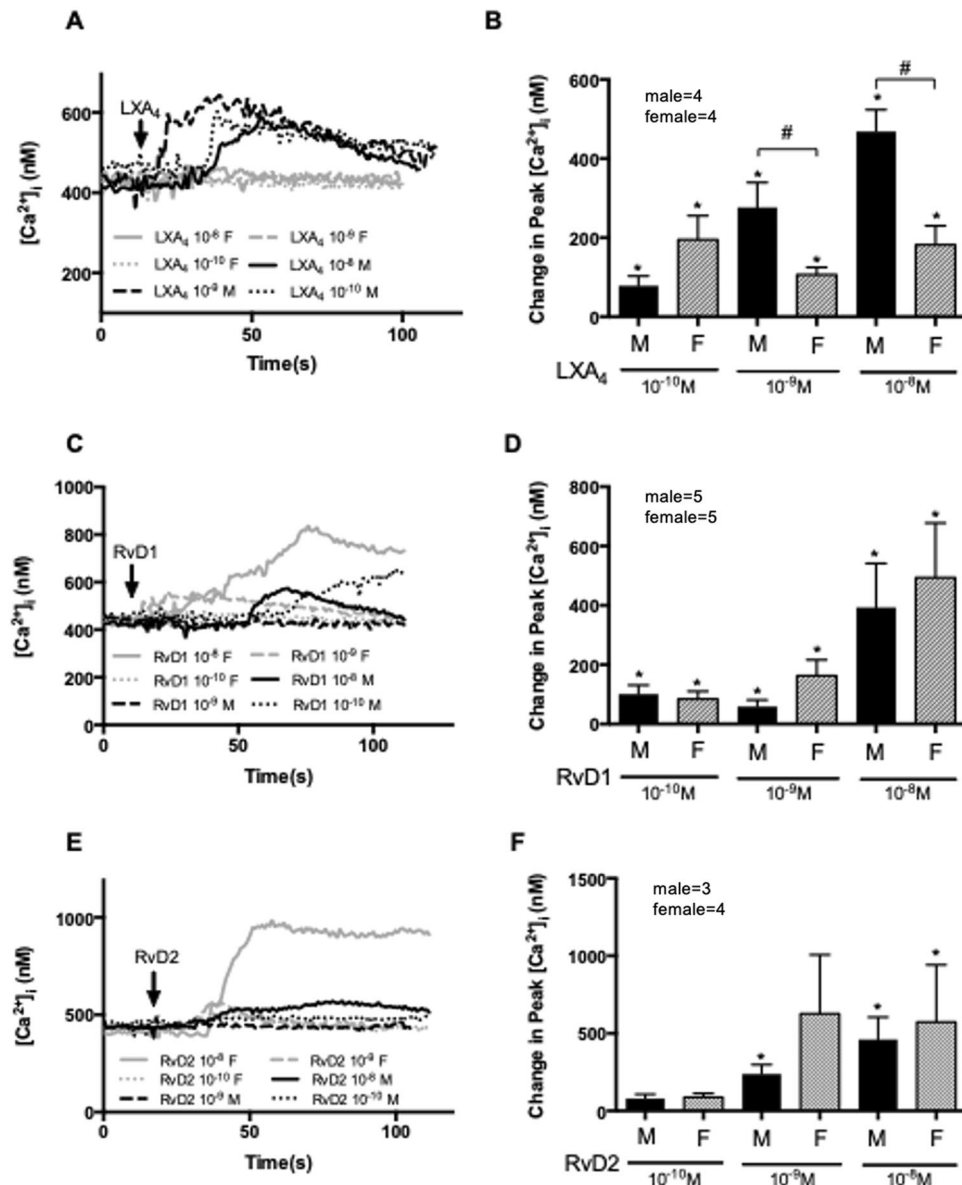 A
LXA₄
[Ca²⁺]ᵢ (nM)
600
400
200
LXA₄ 10⁻⁸ F LXA₄ 10⁻⁹ F
LXA₄ 10⁻¹⁰ F LXA₄ 10⁻⁸ M
LXA₄ 10⁻⁹ M LXA₄ 10⁻¹⁰ M
0 50 100
Time(s)
B
Change in Peak [Ca²⁺]ᵢ (nM)
600
400
200
0
male=4
female=4
* * * # * * # *
M F M F M F
LXA₄ 10⁻¹⁰M 10⁻⁹M 10⁻⁸M
C
RvD1
[Ca²⁺]ᵢ (nM)
1000
800
600
400
200
0
RvD1 10⁻⁸ F RvD1 10⁻⁹ F
RvD1 10⁻¹⁰ F RvD1 10⁻⁸ M
RvD1 10⁻⁹ M RvD1 10⁻¹⁰ M
0 50 100
Time(s)
D
Change in Peak [Ca²⁺]ᵢ (nM)
800
600
400
200
0
male=5
female=5
* * * * * *
M F M F M F
RvD1 10⁻¹⁰M 10⁻⁹M 10⁻⁸M
E
RvD2
[Ca²⁺]ᵢ (nM)
1000
500
0
RvD2 10⁻⁸ F RvD2 10⁻⁹ F
RvD2 10⁻¹⁰ F RvD2 10⁻⁸ M
RvD2 10⁻⁹ M RvD2 10⁻¹⁰ M
0 50 100
Time(s)
F
Change in Peak [Ca²⁺]ᵢ (nM)
1500
1000
500
0
male=3
female=4
* * *
M F M F M F
RvD2 10⁻¹⁰M 10⁻⁹M 10⁻⁸M